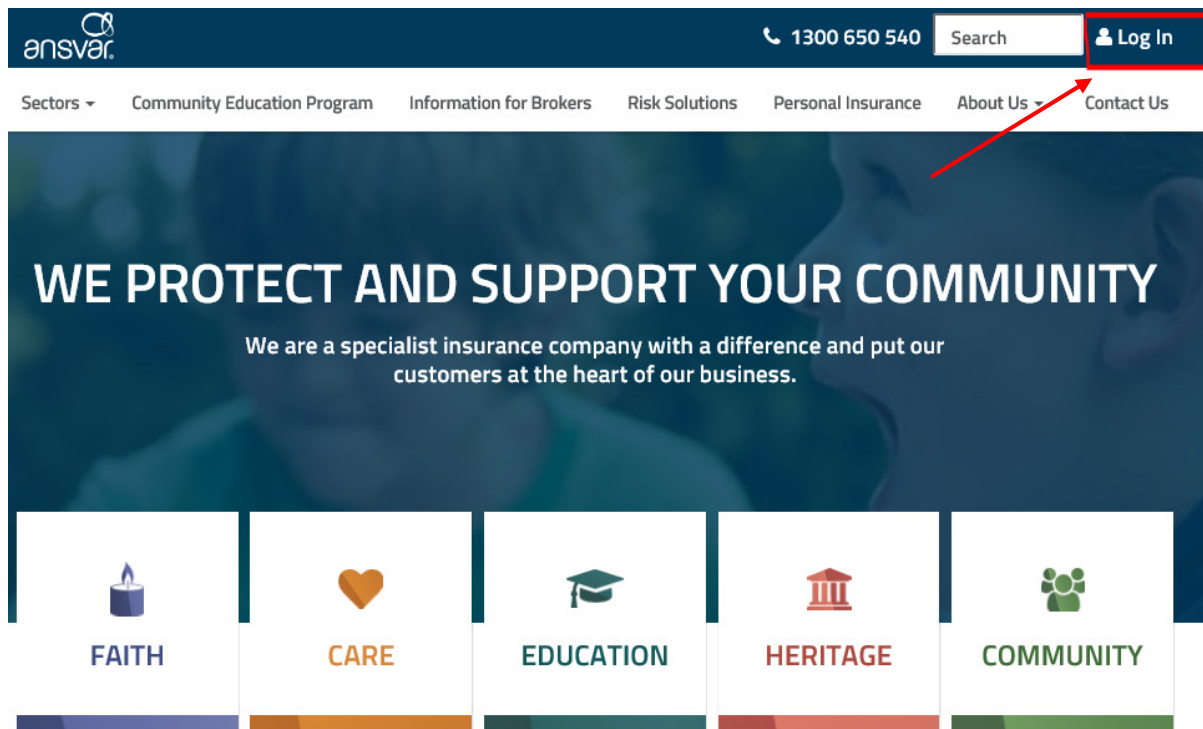 ansvar.
1300 650 540 Search Log In
Sectors Community Education Program Information for Brokers Risk Solutions Personal Insurance About Us Contact Us
WE PROTECT AND SUPPORT YOUR COMMUNITY
We are a specialist insurance company with a difference and put our
customers at the heart of our business.
FAITH CARE EDUCATION HERITAGE COMMUNITY